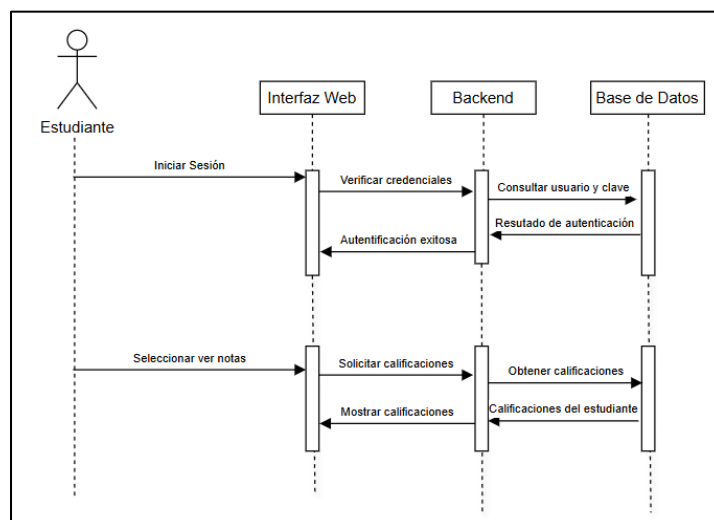 Estudiante
Interfaz Web
Backend
Base de Datos
Iniciar Sesión
Verificar credenciales
Consultar usuario y clave
Resutado de autenticación
Autentificación exitosa
Seleccionar ver notas
Solicitar calificaciones
Obtener calificaciones
Calificaciones del estudiante
Mostrar calificaciones